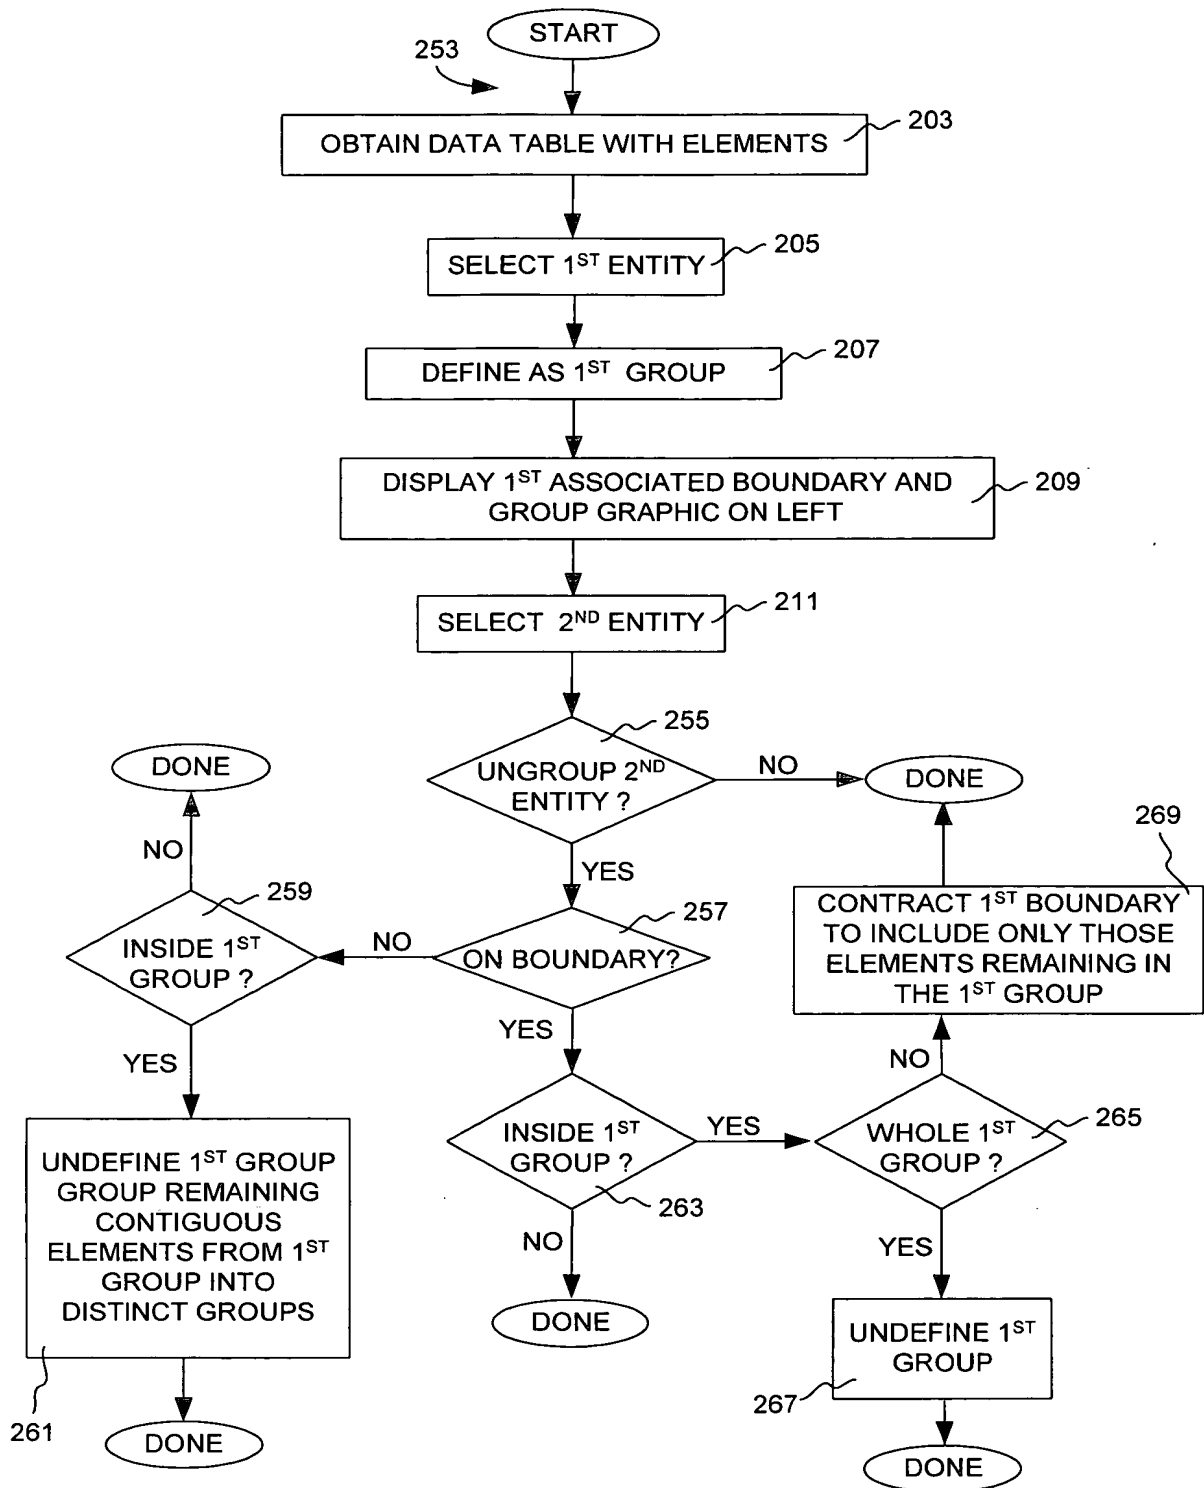 START
253
OBTAIN DATA TABLE WITH ELEMENTS
203
SELECT 1ST ENTITY
205
DEFINE AS 1ST GROUP
207
DISPLAY 1ST ASSOCIATED BOUNDARY AND
GROUP GRAPHIC ON LEFT
209
SELECT 2ND ENTITY
211
255
UNGROUP 2ND
ENTITY ?
NO
DONE
YES
DONE
NO
259
INSIDE 1ST
GROUP ?
NO
257
ON BOUNDARY?
269
CONTRACT 1ST BOUNDARY
TO INCLUDE ONLY THOSE
ELEMENTS REMAINING IN
THE 1ST GROUP
YES
YES
NO
UNDEFINE 1ST GROUP
GROUP REMAINING
CONTIGUOUS
ELEMENTS FROM 1ST
GROUP INTO
DISTINCT GROUPS
261
DONE
INSIDE 1ST
GROUP ?
263
YES
NO
DONE
WHOLE 1ST
GROUP ?
265
YES
UNDEFINE 1ST
GROUP
267
DONE